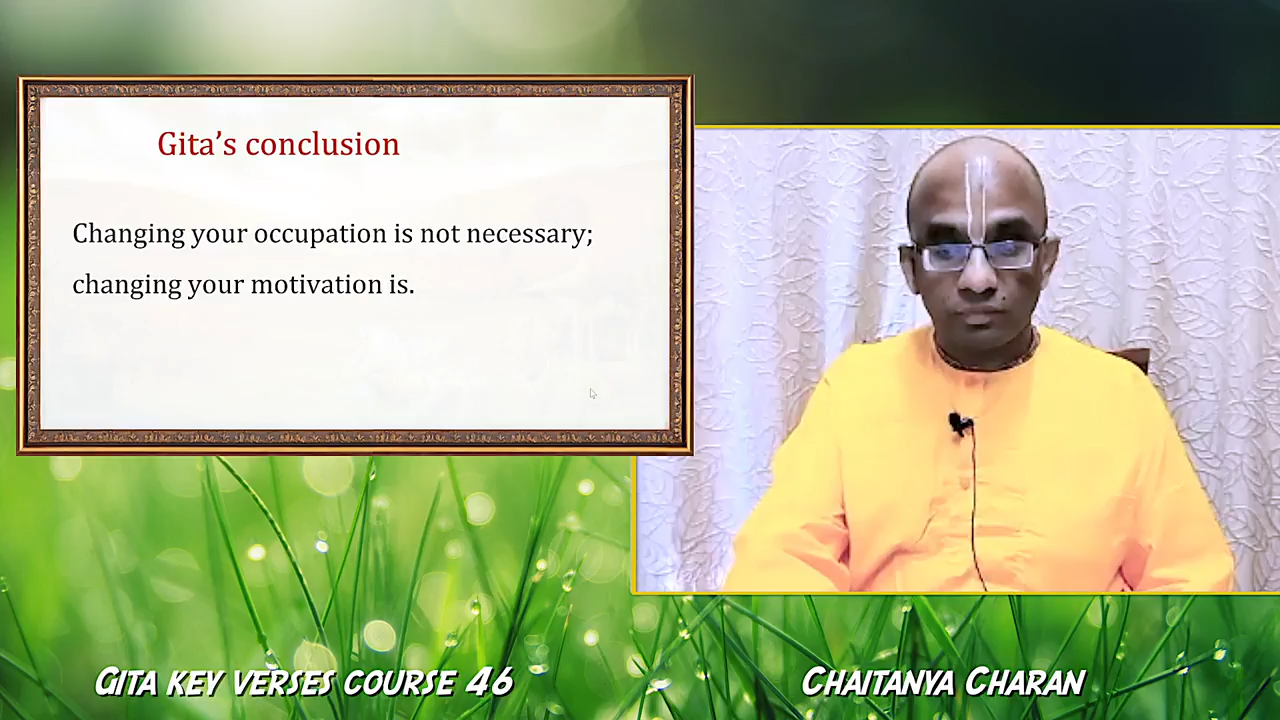 Gita’s conclusion
Changing your occupation is not necessary;
changing your motivation is.
Gita key verses course 46
Chaitanya Charan